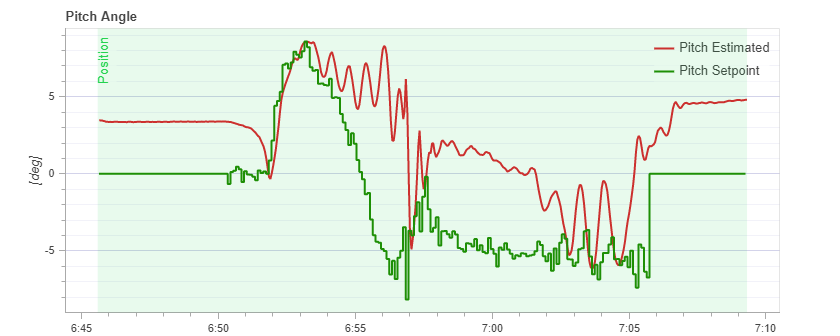 Pitch Angle
Position
Pitch Estimated
Pitch Setpoint
5
0
-5
[deg]
6:45
6:50
6:55
7:00
7:05
7:10